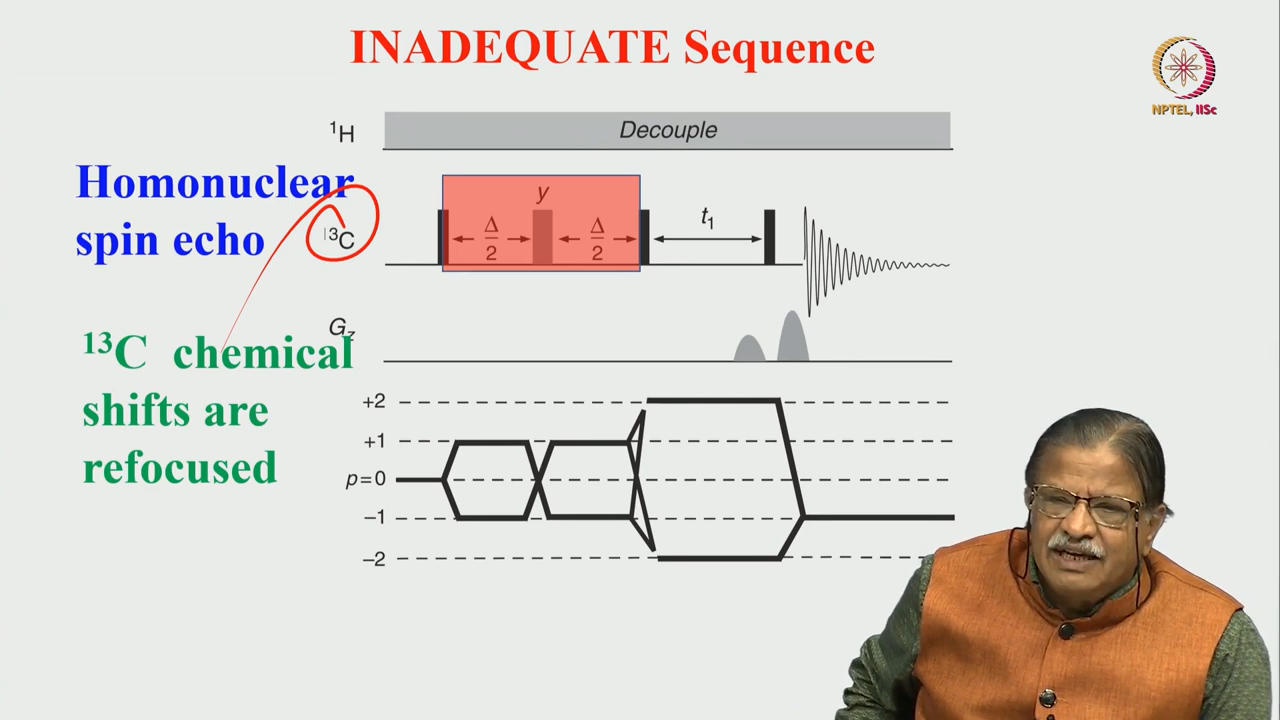 INADEQUATE Sequence
NPTEL, IISc
¹H
Decouple
Homonuclear
spin echo
¹³C
y
Δ/2
Δ/2
t₁
¹³C chemical
shifts are
refocused
G_z
+2
+1
p=0
−1
−2